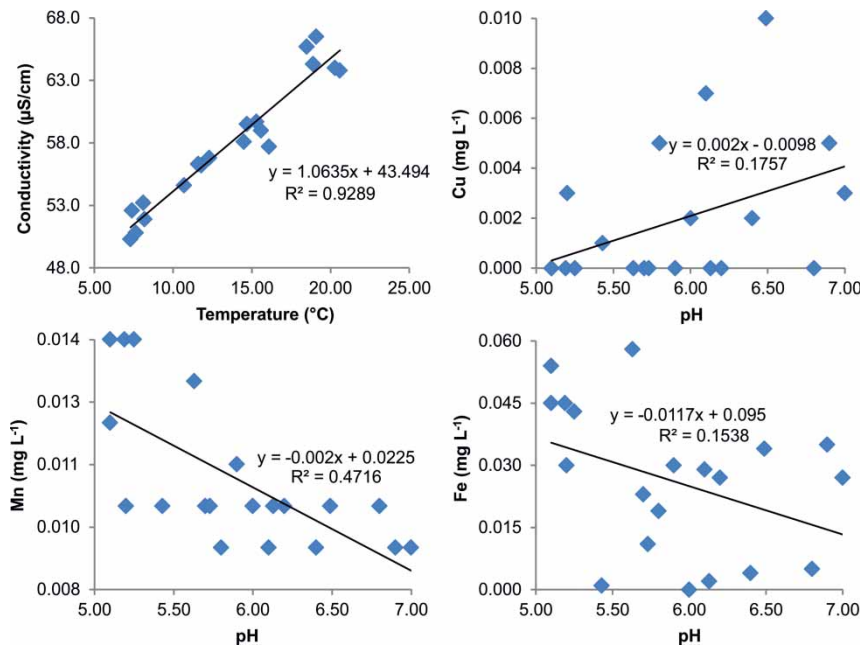 68.0
63.0
58.0
53.0
48.0
Conductivity (µS/cm)
y = 1.0635x + 43.494
R² = 0.9289
5.00 10.00 15.00 20.00 25.00
Temperature (°C)
0.010
0.008
0.006
0.004
0.002
0.000
Cu (mg L-1)
y = 0.002x - 0.0098
R² = 0.1757
5.00 5.50 6.00 6.50 7.00
pH
0.014
0.013
0.011
0.010
0.008
Mn (mg L-1)
y = -0.002x + 0.0225
R² = 0.4716
5.00 5.50 6.00 6.50 7.00
pH
0.060
0.045
0.030
0.015
0.000
Fe (mg L-1)
y = -0.0117x + 0.095
R² = 0.1538
5.00 5.50 6.00 6.50 7.00
pH